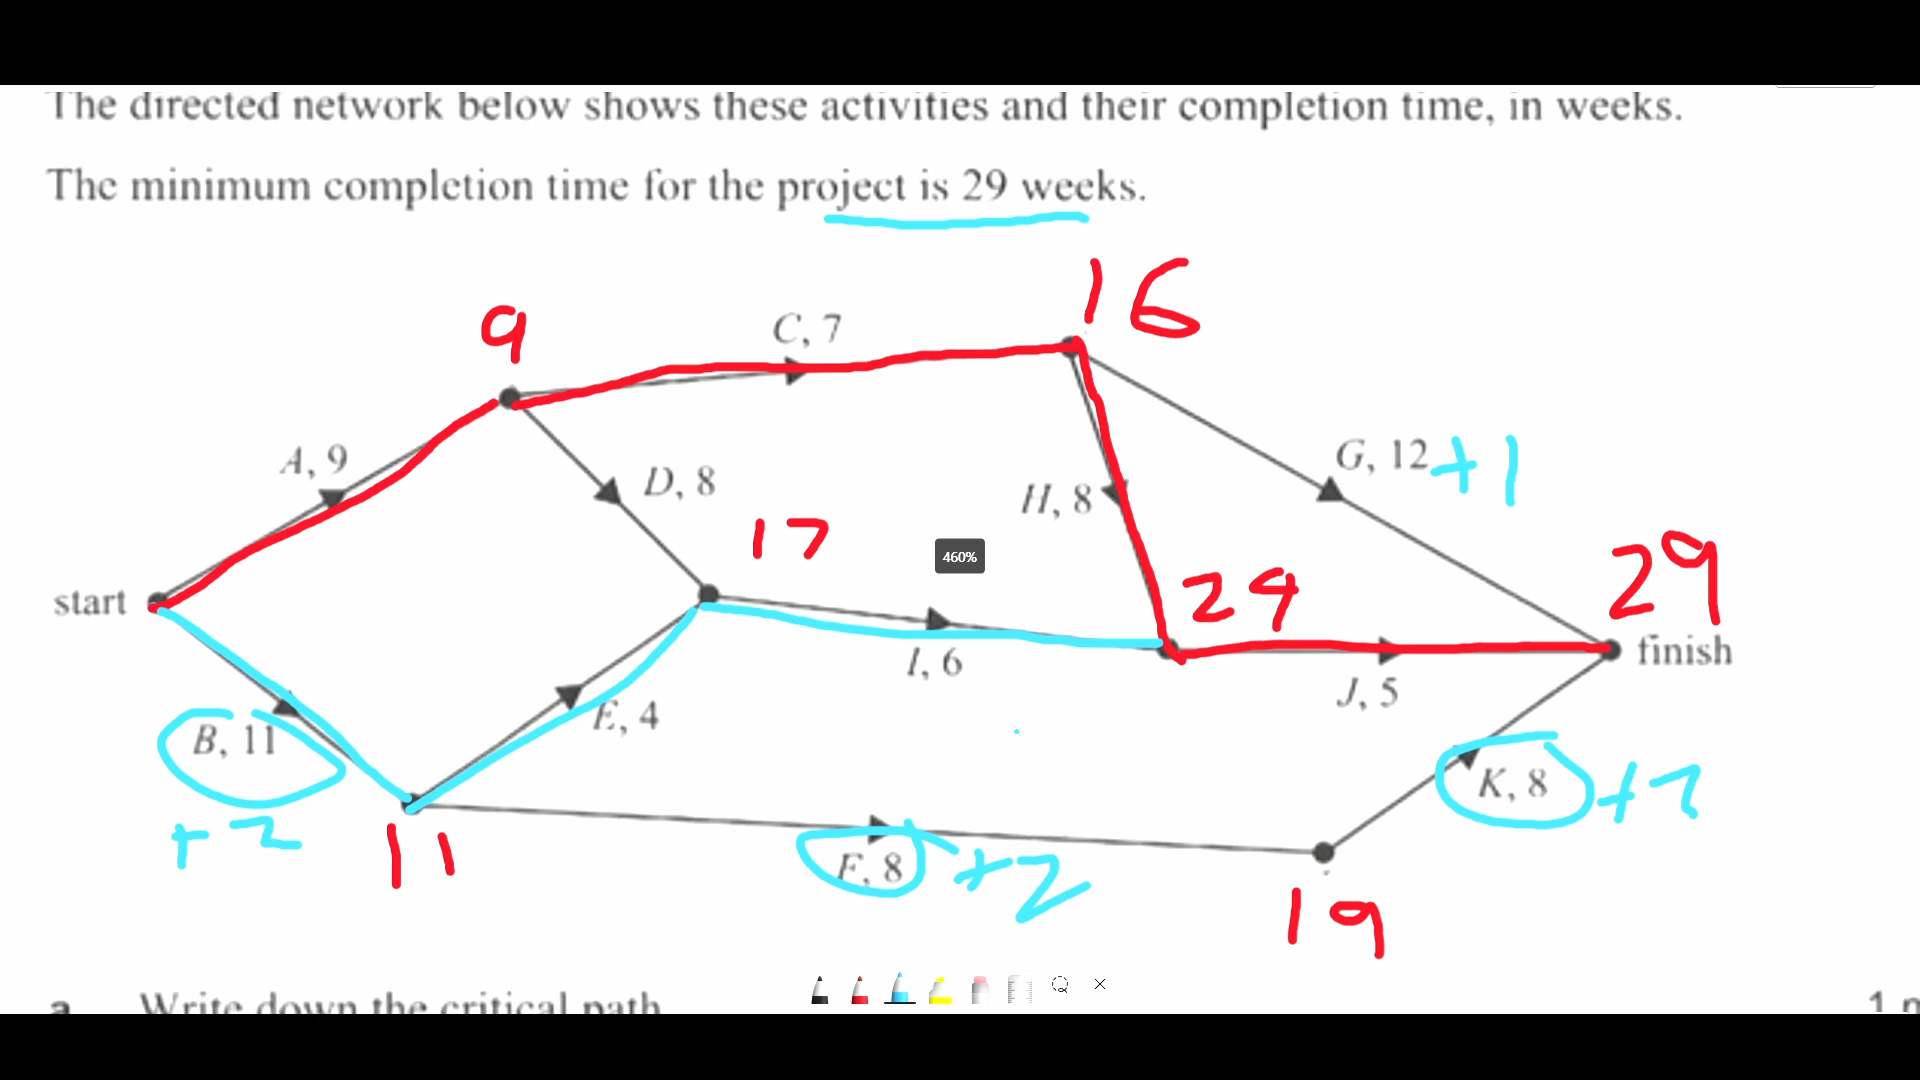 The directed network below shows these activities and their completion time, in weeks.
The minimum completion time for the project is 29 weeks.
16
9
C, 7
A, 9
D, 8
H, 8
G, 12 +1
17
460%
29
start
24
finish
I, 6
J, 5
E, 4
B, 11
K, 8
+2
11
F, 8 +2
19
a Write down the critical path
1